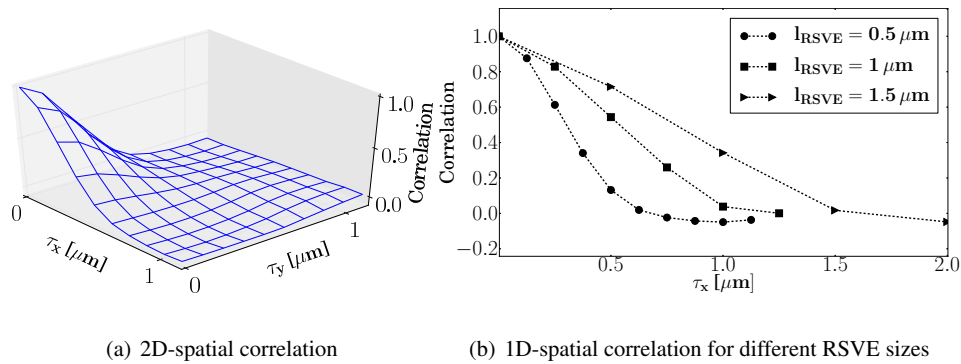 0
1
τx [μm]
0
1
τy [μm]
0.0
0.5
1.0
Correlation
1.0
0.8
0.6
0.4
0.2
0.0
−0.2
Correlation
0.5
1.0
1.5
2.0
τx [μm]
lRSVE = 0.5 μm
lRSVE = 1 μm
lRSVE = 1.5 μm
(a) 2D-spatial correlation
(b) 1D-spatial correlation for different RSVE sizes